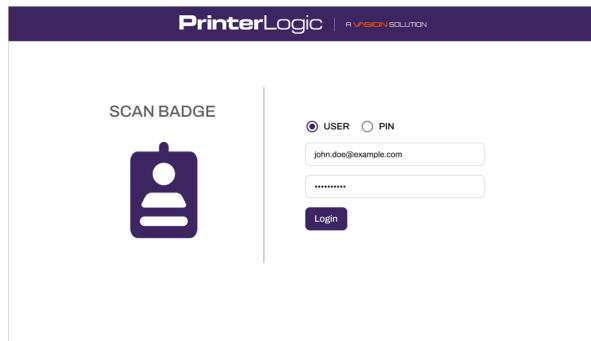 PrinterLogic | A VASION SOLUTION
SCAN BADGE
USER PIN
john.doe@example.com
••••••••••
Login